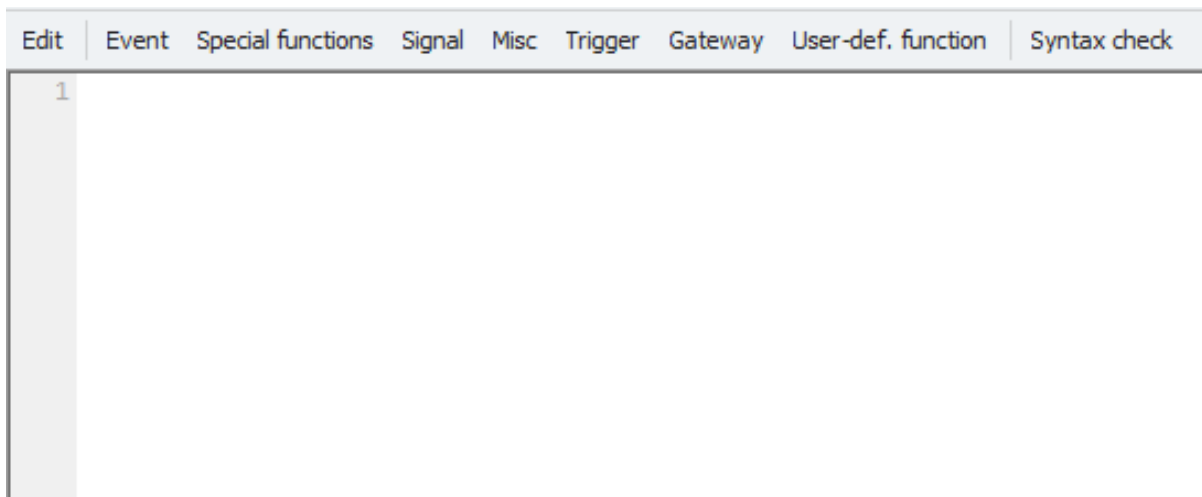 Edit Event Special functions Signal Misc Trigger Gateway User-def. function Syntax check
1